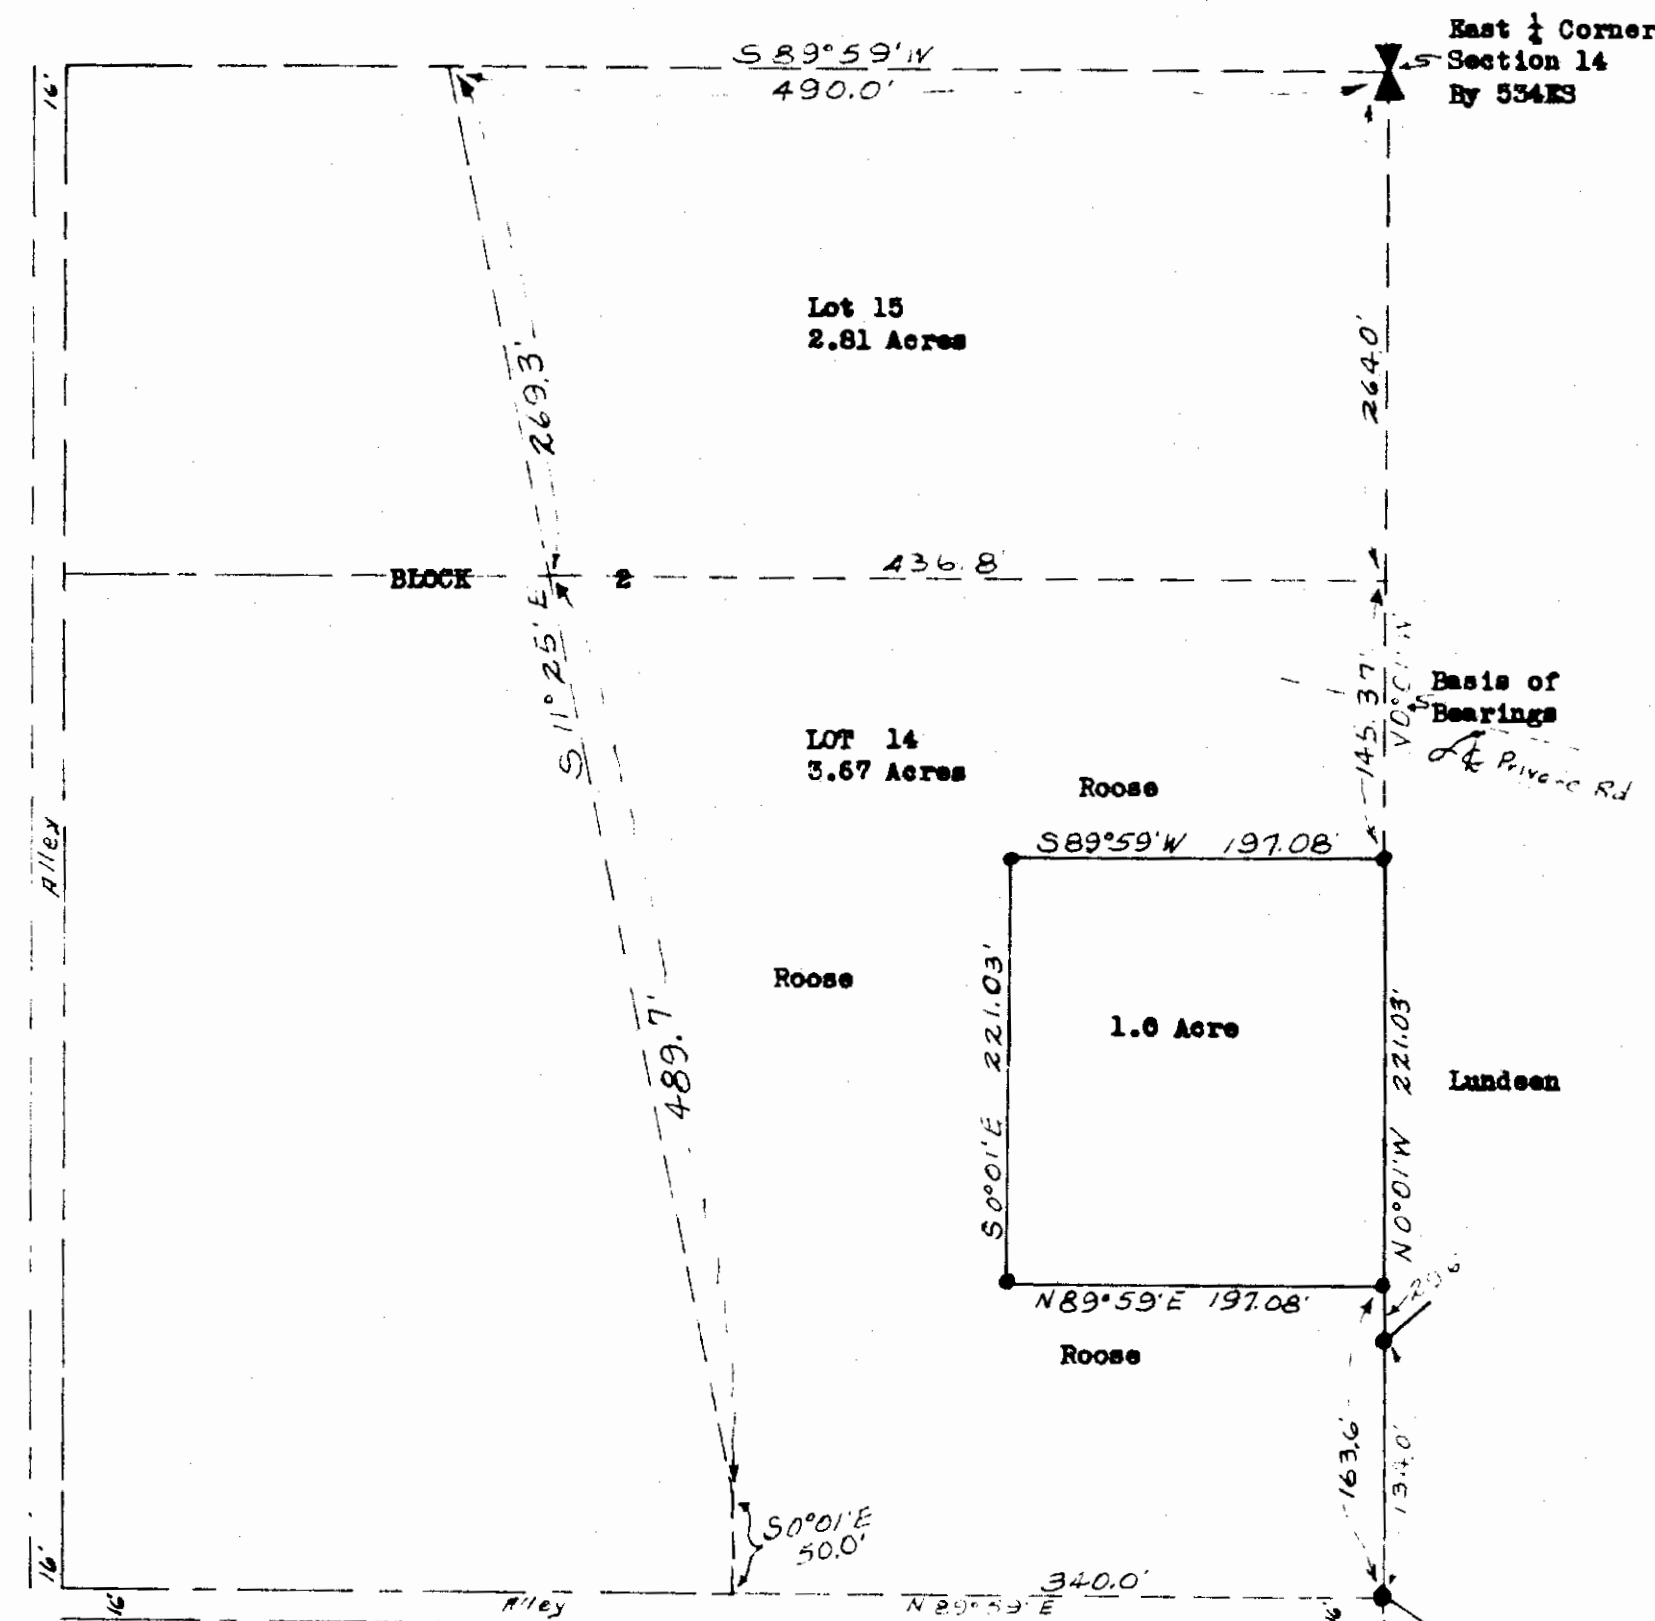 East ¼ Corner
Section 14
By 534ES
S 89°59' W
490.0'
16'
Lot 15
2.81 Acres
269.3'
264.0'
BLOCK 2
436.8'
S 11°25' E
145.37'
Basis of
Bearings
Private Rd
LOT 14
3.67 Acres
Roose
S89°59'W 197.08'
Alley
Roose
489.7'
S0°01'E 221.03'
1.0 Acre
N0°01'W 221.03'
Lundeen
N89°59'E 197.08'
Roose
163.6'
134.0'
S0°01'E
50.0'
16'
16'
Alley
340.0'
N89°59'E